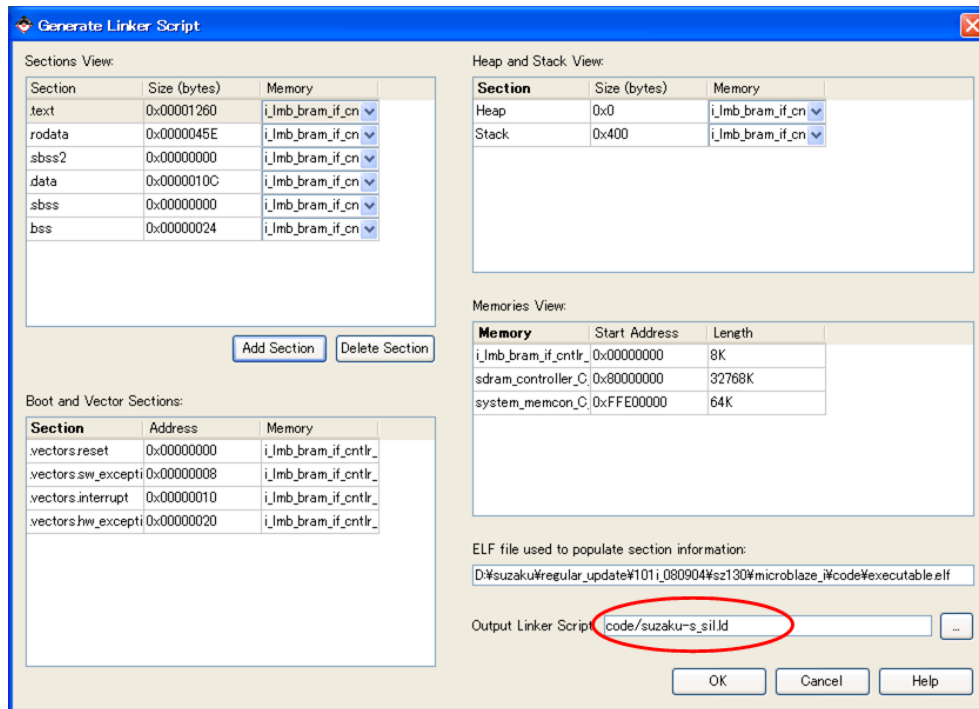 Generate Linker Script
Sections View:
Section Size (bytes) Memory
.text 0x00001260 i_lmb_bram_if_cn
.rodata 0x0000045E i_lmb_bram_if_cn
.sbss2 0x00000000 i_lmb_bram_if_cn
.data 0x0000010C i_lmb_bram_if_cn
.sbss 0x00000000 i_lmb_bram_if_cn
.bss 0x00000024 i_lmb_bram_if_cn
Add Section Delete Section
Boot and Vector Sections:
Section Address Memory
.vectors.reset 0x00000000 i_lmb_bram_if_cntlr_
.vectors.sw_excepti 0x00000008 i_lmb_bram_if_cntlr_
.vectors.interrupt 0x00000010 i_lmb_bram_if_cntlr_
.vectors.hw_excepti 0x00000020 i_lmb_bram_if_cntlr_
Heap and Stack View:
Section Size (bytes) Memory
Heap 0x0 i_lmb_bram_if_cn
Stack 0x400 i_lmb_bram_if_cn
Memories View:
Memory Start Address Length
i_lmb_bram_if_cntlr_ 0x00000000 8K
sdram_controller_C_ 0x80000000 32768K
system_memcon_C_ 0xFFE00000 64K
ELF file used to populate section information:
D:¥suzaku¥regular_update¥101i_080904¥sz130¥microblaze_i¥code¥executable.elf
Output Linker Script: code/suzaku-s_sil.ld ...
OK Cancel Help